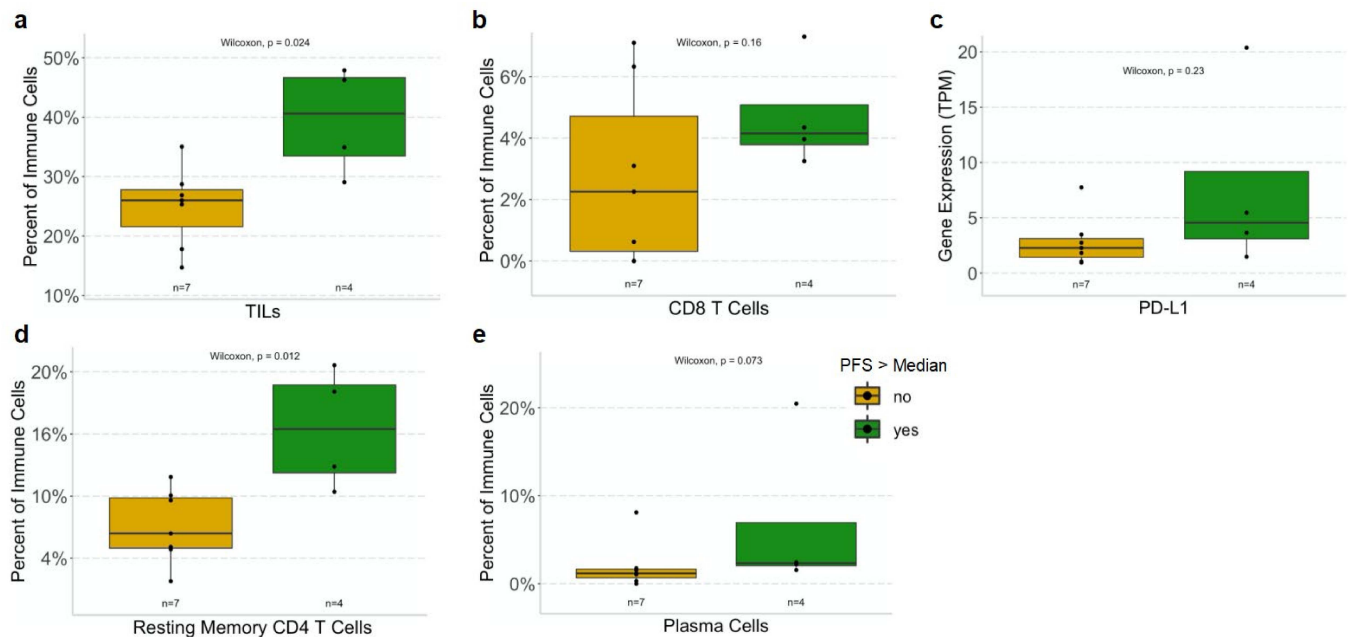 a
Wilcoxon, p = 0.024
Percent of Immune Cells
50%
40%
30%
20%
10%
n=7
n=4
TILs
b
Wilcoxon, p = 0.16
Percent of Immune Cells
6%
4%
2%
0%
n=7
n=4
CD8 T Cells
c
Wilcoxon, p = 0.23
Gene Expression (TPM)
20
15
10
5
0
n=7
n=4
PD-L1
d
Wilcoxon, p = 0.012
Percent of Immune Cells
20%
16%
10%
4%
n=7
n=4
Resting Memory CD4 T Cells
e
Wilcoxon, p = 0.073
Percent of Immune Cells
20%
10%
0%
n=7
n=4
Plasma Cells
PFS > Median
no
yes